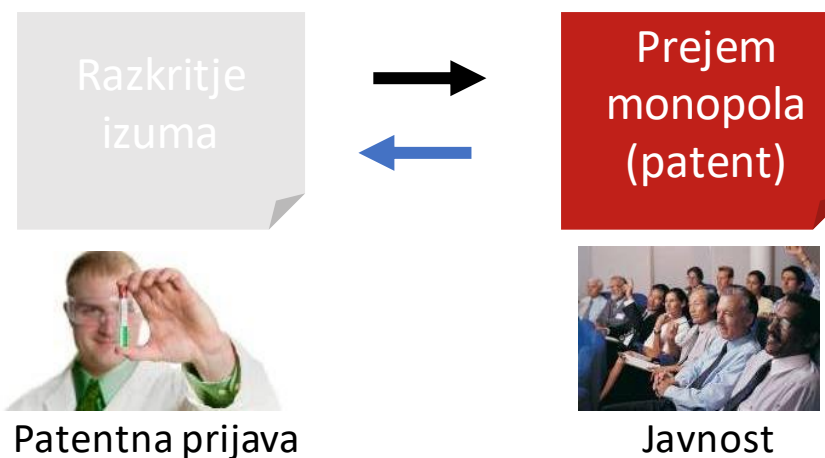 Razkritje
izuma
Prejem
monopola
(patent)
Patentna prijava
Javnost